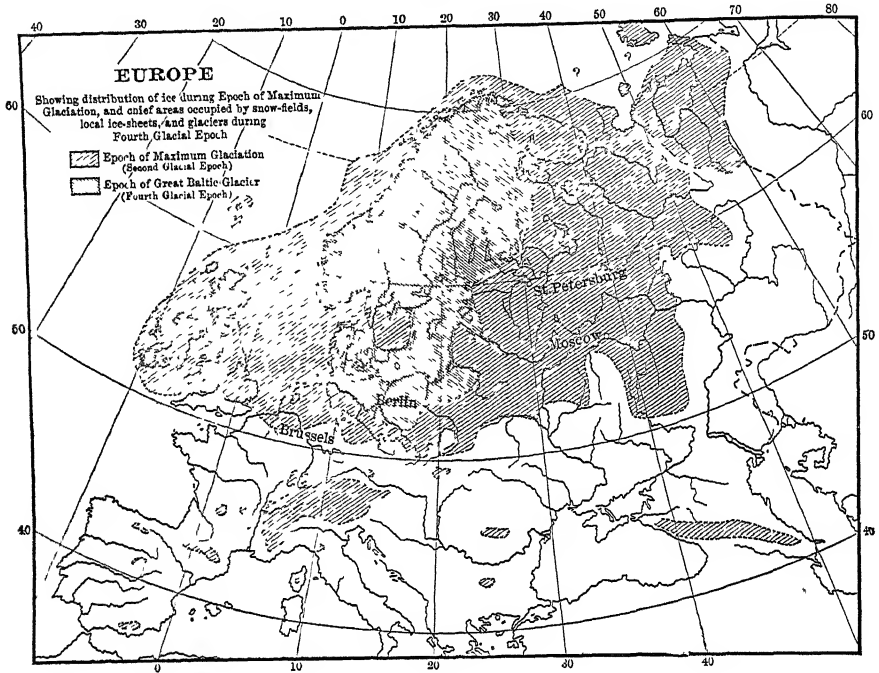 40 30 20 10 0 10 20 30 40 50 60 70 80
EUROPE
Showing distribution of ice during Epoch of Maximum
Glaciation, and chief areas occupied by snow-fields,
local ice-sheets, and glaciers during
Fourth Glacial Epoch
Epoch of Maximum Glaciation
(Second Glacial Epoch)
Epoch of Great Baltic Glacier
(Fourth Glacial Epoch)
? ?
60 60
St. Petersburg
Moscow
50 50
Berlin
Brussels
40 40
0 10 20 30 40